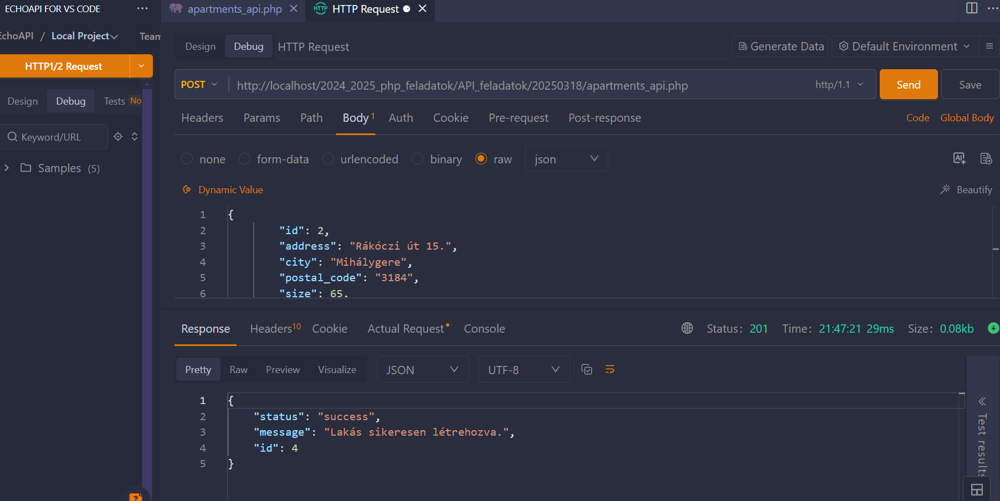 ECHOAPI FOR VS CODE ···
apartments_api.php
HTTP HTTP Request
EchoAPI / Local Project Team
Design Debug HTTP Request
Generate Data
Default Environment
HTTP1/2 Request
POST http://localhost/2024_2025_php_feladatok/API_feladatok/20250318/apartments_api.php http/1.1
Send Save
Design Debug Tests No
Headers Params Path Body 1 Auth Cookie Pre-request Post-response
Code Global Body
Keyword/URL
none form-data urlencoded binary raw json
AI
Samples (5)
Dynamic Value
Beautify
1 {
2 "id": 2,
3 "address": "Rákóczi út 15.",
4 "city": "Mihálygere",
5 "postal_code": "3184",
6 "size": 65,
Response Headers 10 Cookie Actual Request Console
Status: 201 Time: 21:47:21 29ms Size: 0.08kb
Pretty Raw Preview Visualize JSON UTF-8
1 {
2 "status": "success",
3 "message": "Lakás sikeresen létrehozva.",
4 "id": 4
5 }
Test results
?